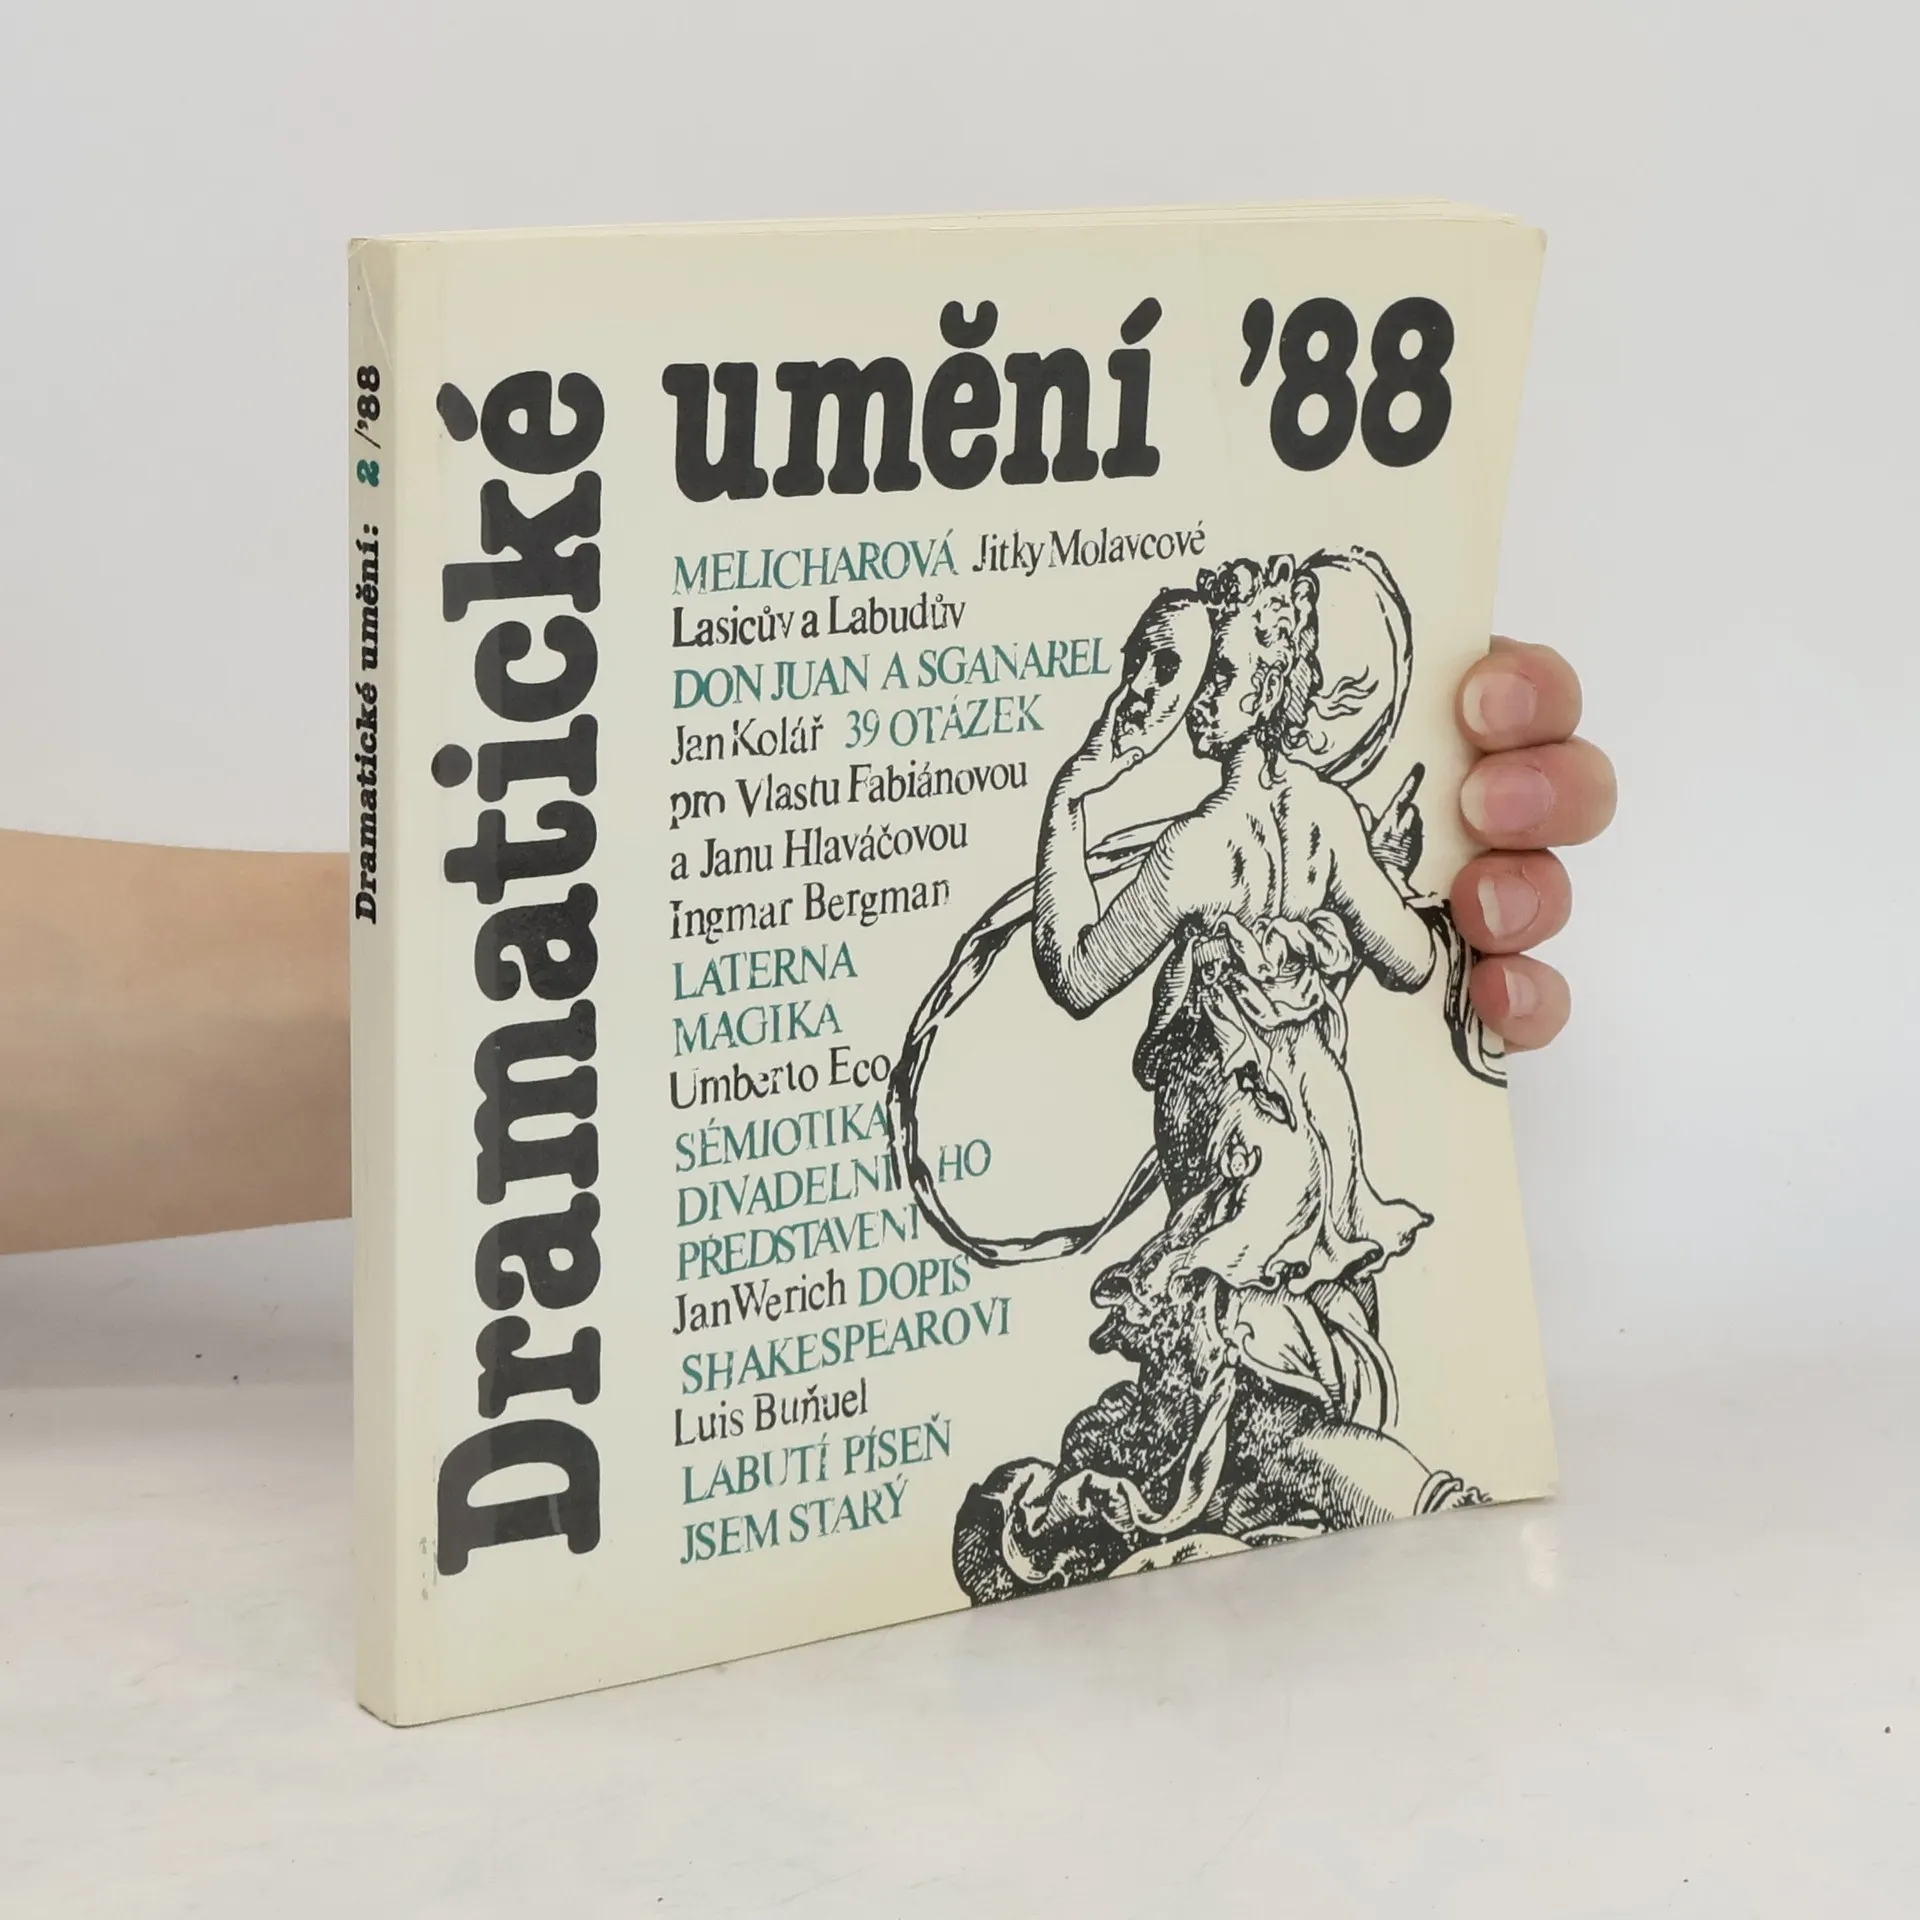 Dramatické umění: 2/'88
Dramatické
umění '88
MELICHAROVÁ Jitky Molavcové
Lasicův a Labudův
DON JUAN A SGANAREL
Jan Kolář 39 OTÁZEK
pro Vlastu Fabiánovou
a Janu Hlaváčovou
Ingmar Bergman
LATERNA
MAGIKA
Umberto Eco
SÉMIOTIKA
DIVADELNÍHO
PŘEDSTAVENÍ
Jan Werich DOPIS
SHAKESPEAROVI
Luis Buňuel
LABUTÍ PÍSEŇ
JSEM STARÝ